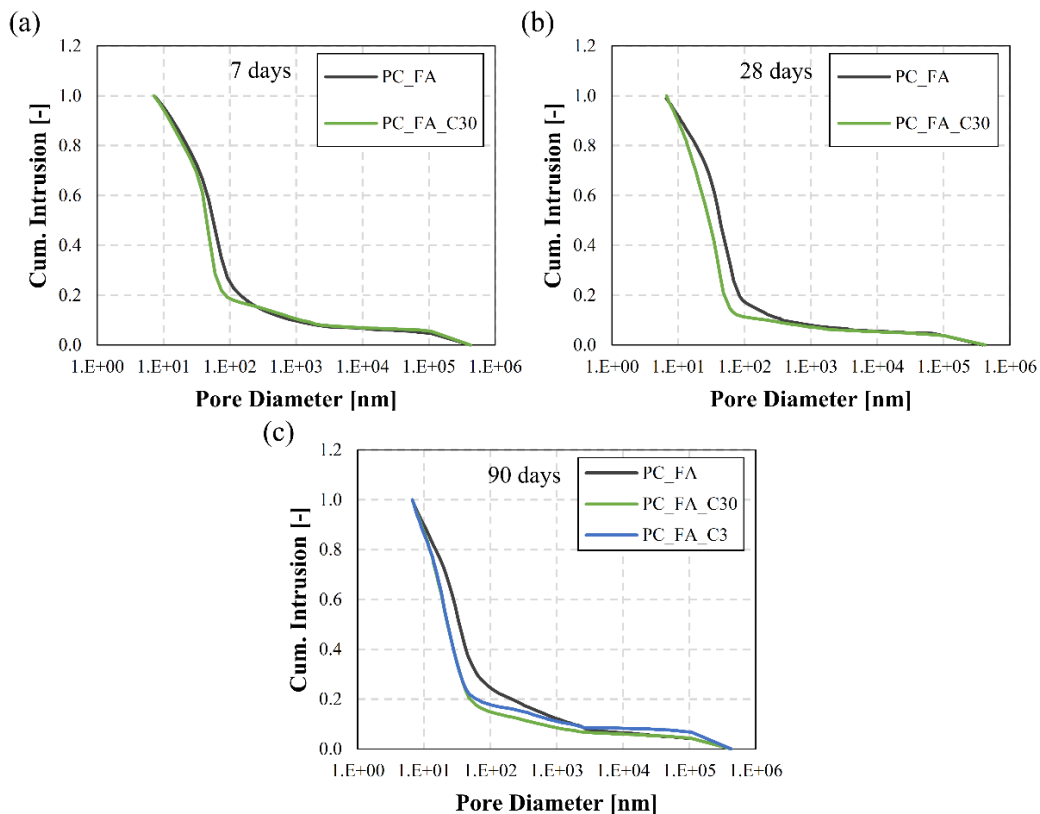 (a)
1.2
1.0
0.8
0.6
0.4
0.2
0.0
Cum. Intrusion [-]
7 days
PC_FA
PC_FA_C30
1.E+00 1.E+01 1.E+02 1.E+03 1.E+04 1.E+05 1.E+06
Pore Diameter [nm]
(b)
1.2
1.0
0.8
0.6
0.4
0.2
0.0
Cum. Intrusion [-]
28 days
PC_FA
PC_FA_C30
1.E+00 1.E+01 1.E+02 1.E+03 1.E+04 1.E+05 1.E+06
Pore Diameter [nm]
(c)
1.2
1.0
0.8
0.6
0.4
0.2
0.0
Cum. Intrusion [-]
90 days
PC_FA
PC_FA_C30
PC_FA_C3
1.E+00 1.E+01 1.E+02 1.E+03 1.E+04 1.E+05 1.E+06
Pore Diameter [nm]